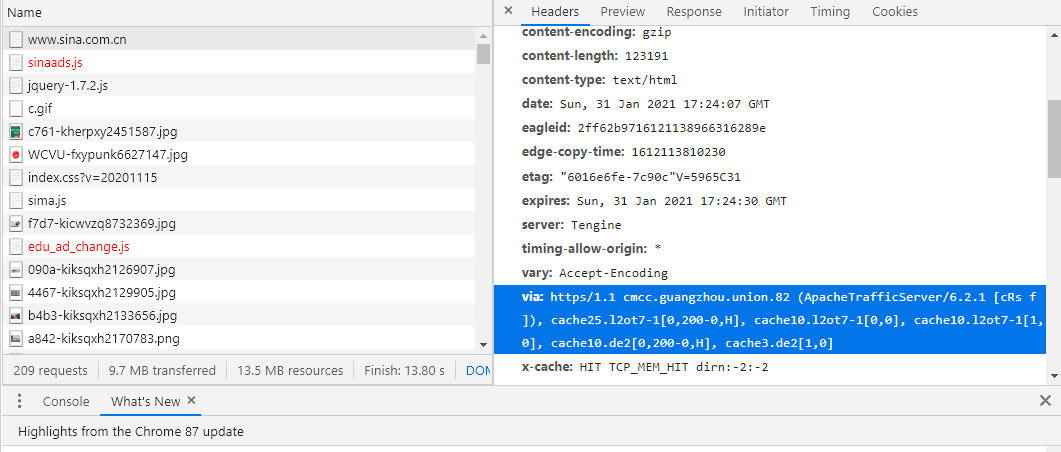 Name
www.sina.com.cn
sinaads.js
jquery-1.7.2.js
c.gif
c761-kherpxy2451587.jpg
WCVU-fxypunk6627147.jpg
index.css?v=20201115
sima.js
f7d7-kicwvzq8732369.jpg
edu_ad_change.js
090a-kiksqxh2126907.jpg
4467-kiksqxh2129905.jpg
b4b3-kiksqxh2133656.jpg
a842-kiksqxh2170783.png
209 requests 9.7 MB transferred 13.5 MB resources Finish: 13.80 s DOM
× Headers Preview Response Initiator Timing Cookies
content-encoding: gzip
content-length: 123191
content-type: text/html
date: Sun, 31 Jan 2021 17:24:07 GMT
eagleid: 2ff62b9716121138966316289e
edge-copy-time: 1612113810230
etag: "6016e6fe-7c90c"V=5965C31
expires: Sun, 31 Jan 2021 17:24:30 GMT
server: Tengine
timing-allow-origin: *
vary: Accept-Encoding
via: https/1.1 cmcc.guangzhou.union.82 (ApacheTrafficServer/6.2.1 [cRs f
]), cache25.l2ot7-1[0,200-0,H], cache10.l2ot7-1[0,0], cache10.l2ot7-1[1,
0], cache10.de2[0,200-0,H], cache3.de2[1,0]
x-cache: HIT TCP_MEM_HIT dirn:-2:-2
Console What's New ×
Highlights from the Chrome 87 update